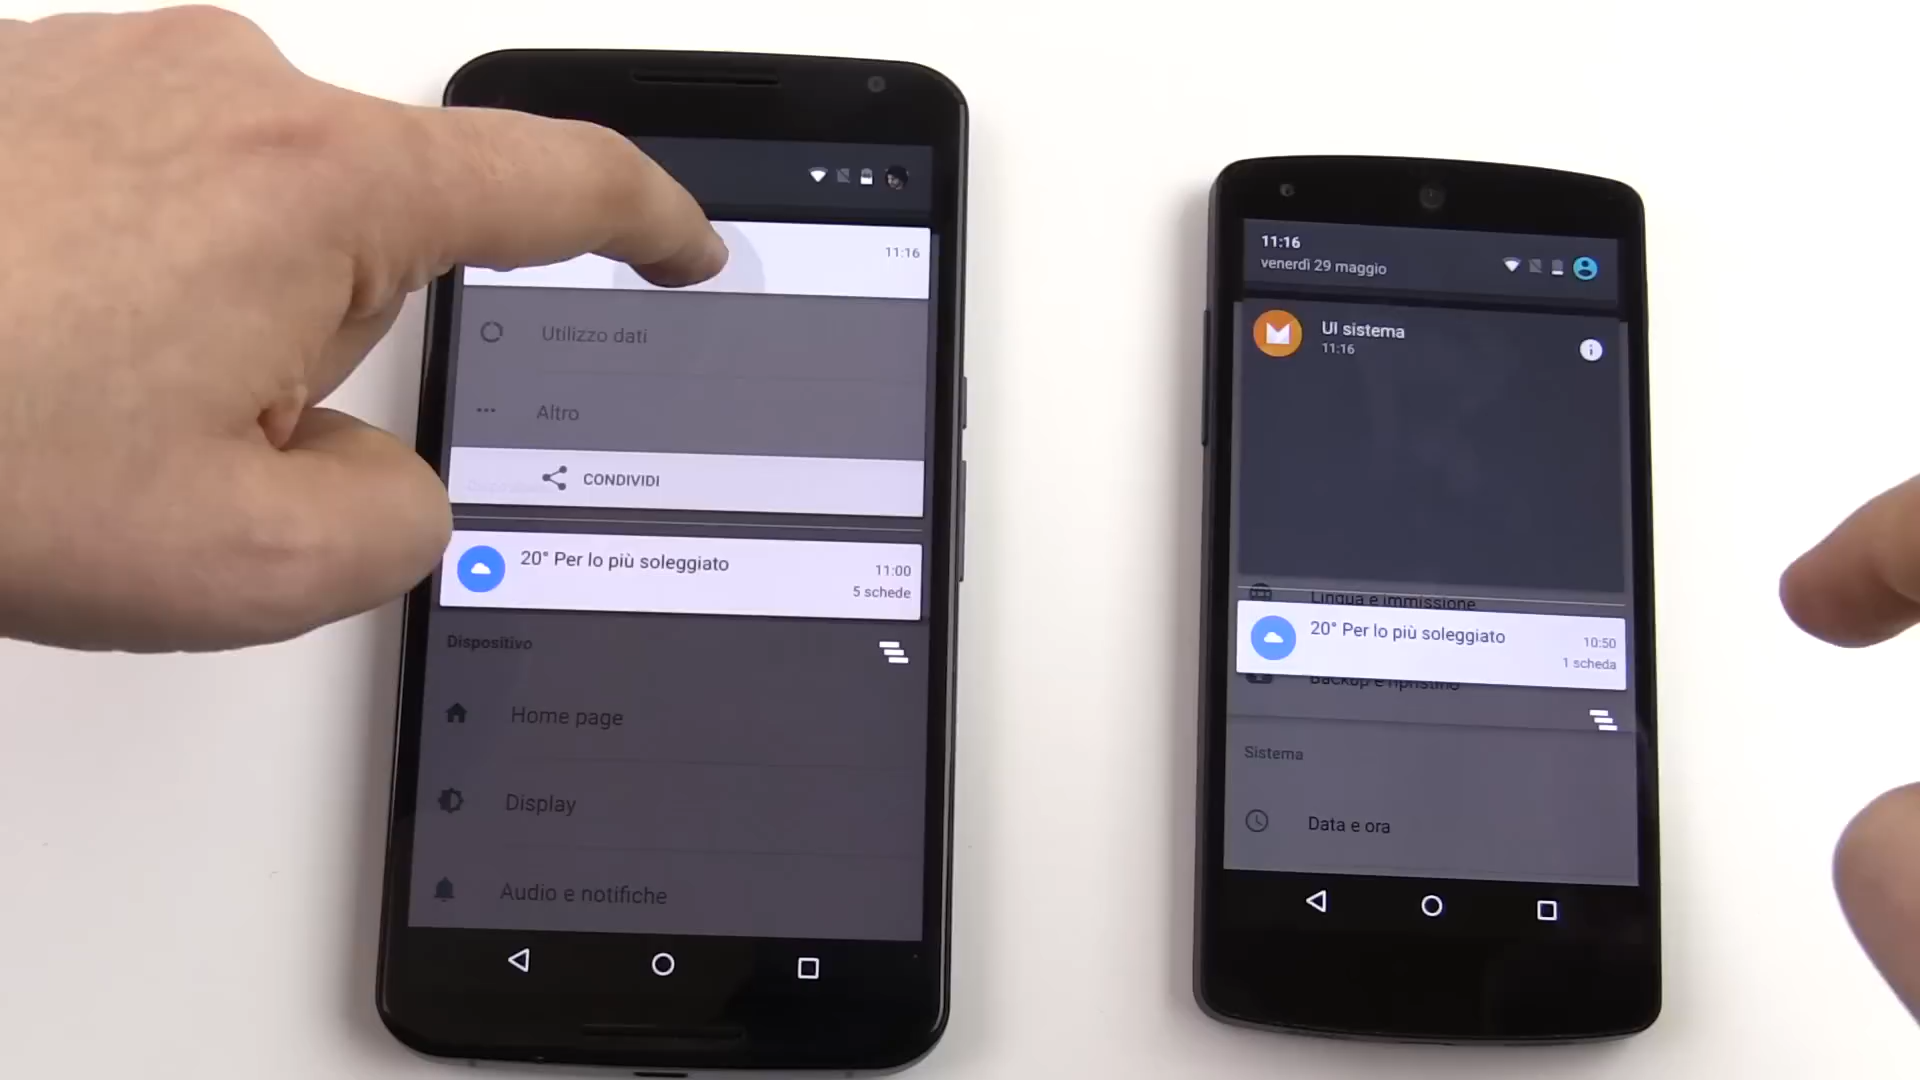 11:16
Utilizzo dati
Altro
CONDIVIDI
20° Per lo più soleggiato
11:00
5 schede
Dispositivo
Home page
Display
Audio e notifiche
11:16
venerdì 29 maggio
UI sistema
11:16
Lingua e immissione
20° Per lo più soleggiato
10:50
1 scheda
Backup e ripristino
Sistema
Data e ora